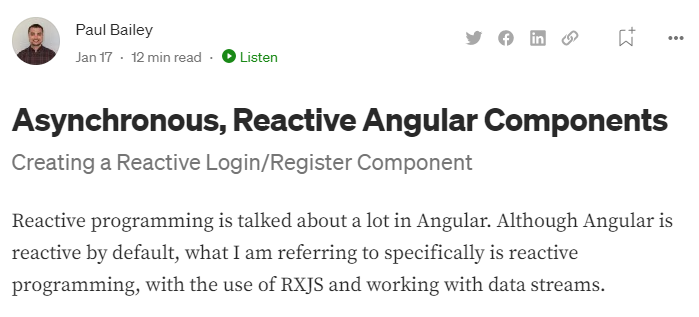 Paul Bailey
Jan 17 · 12 min read · Listen
Asynchronous, Reactive Angular Components
Creating a Reactive Login/Register Component
Reactive programming is talked about a lot in Angular. Although Angular is
reactive by default, what I am referring to specifically is reactive
programming, with the use of RXJS and working with data streams.